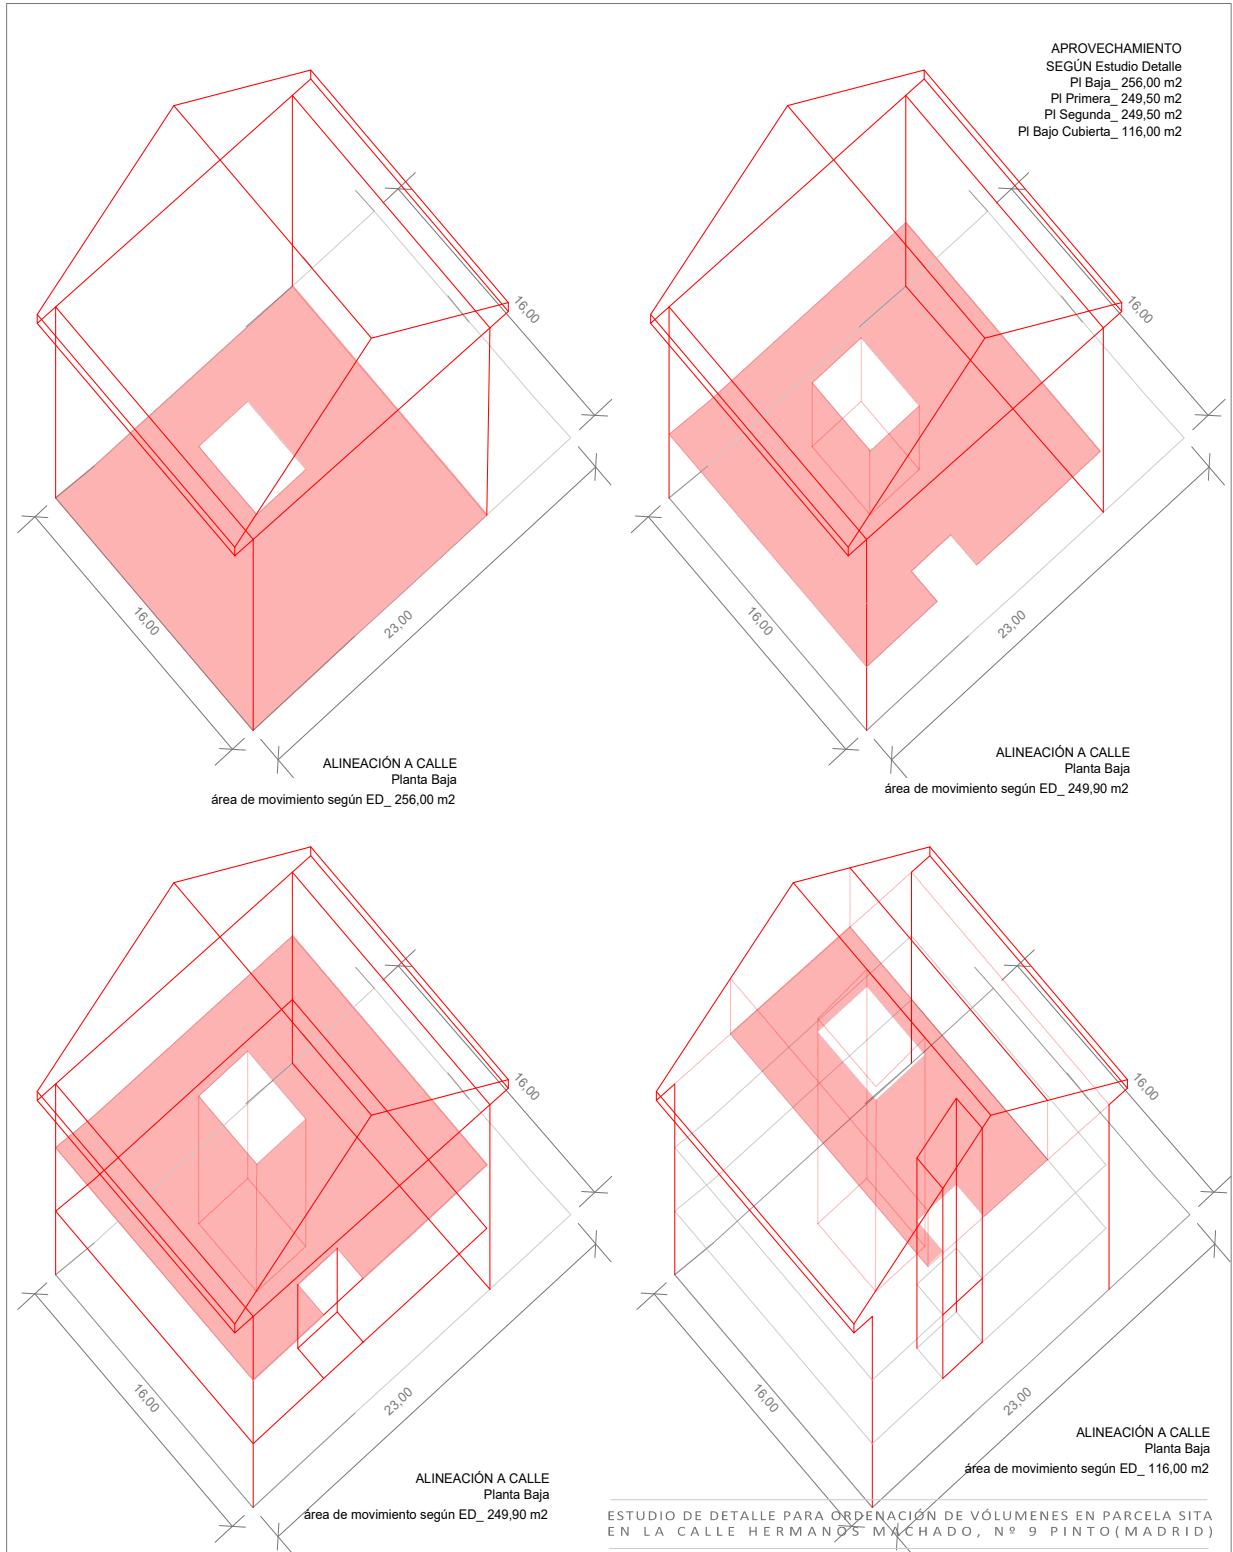 APROVECHAMIENTO
SEGÚN Estudio Detalle
Pl Baja_ 256,00 m2
Pl Primera_ 249,50 m2
Pl Segunda_ 249,50 m2
Pl Bajo Cubierta_ 116,00 m2
16,00
16,00
23,00
ALINEACIÓN A CALLE
Planta Baja
área de movimiento según ED_ 256,00 m2
16,00
16,00
23,00
ALINEACIÓN A CALLE
Planta Baja
área de movimiento según ED_ 249,90 m2
16,00
16,00
23,00
ALINEACIÓN A CALLE
Planta Baja
área de movimiento según ED_ 249,90 m2
16,00
16,00
23,00
ALINEACIÓN A CALLE
Planta Baja
área de movimiento según ED_ 116,00 m2
ESTUDIO DE DETALLE PARA ORDENACIÓN DE VÓLUMENES EN PARCELA SITA
EN LA CALLE HERMANOS MACHADO, Nº 9 PINTO(MADRID)